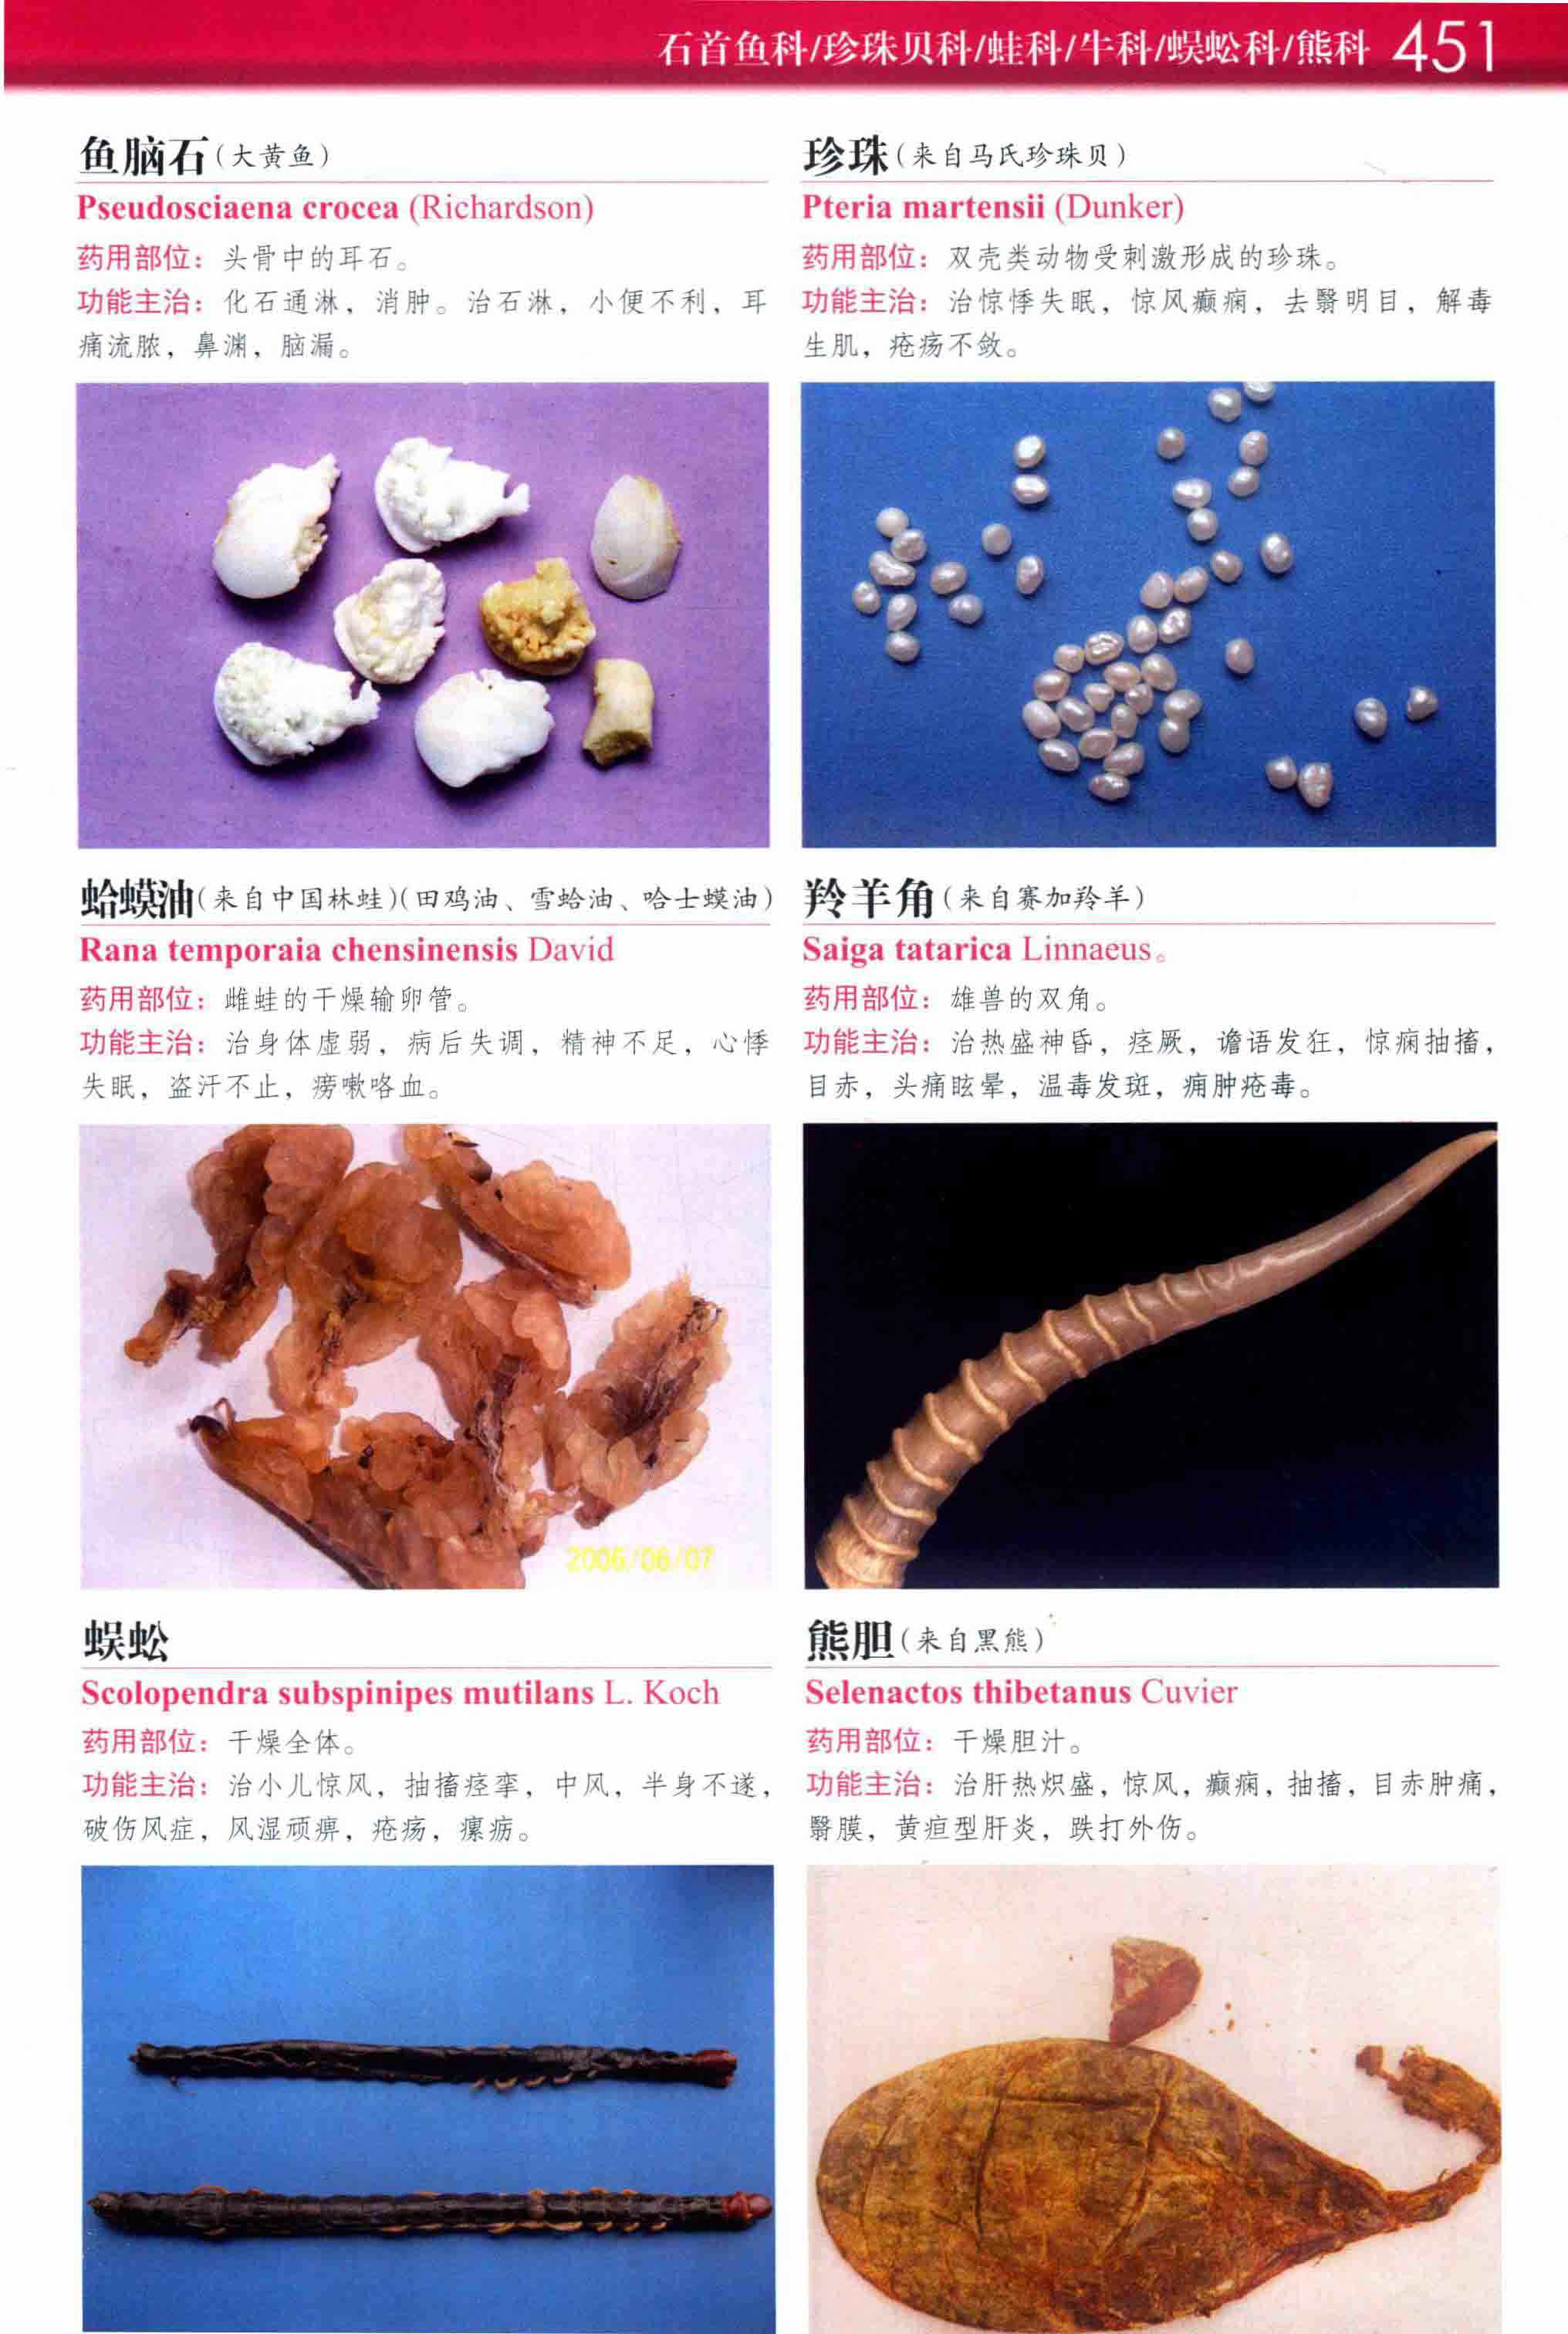 石首鱼科/珍珠贝科/蛙科/牛科/蜈蚣科/熊科 451
鱼脑石(大黄鱼)
Pseudosciaena crocea (Richardson)
药用部位：头骨中的耳石。
功能主治：化石通淋，消肿。治石淋，小便不利，耳
痛流脓，鼻渊，脑漏。
珍珠(来自马氏珍珠贝)
Pteria martensii (Dunker)
药用部位：双壳类动物受刺激形成的珍珠。
功能主治：治惊悸失眠，惊风癫痫，去翳明目，解毒
生肌，疮疡不敛。
蛤蟆油(来自中国林蛙)(田鸡油、雪蛤油、哈士蟆油)
Rana temporaia chensinensis David
药用部位：雌蛙的干燥输卵管。
功能主治：治身体虚弱，病后失调，精神不足，心悸
失眠，盗汗不止，痨嗽咯血。
2006/06/07
羚羊角(来自赛加羚羊)
Saiga tatarica Linnaeus。
药用部位：雄兽的双角。
功能主治：治热盛神昏，痉厥，谵语发狂，惊痫抽搐，
目赤，头痛眩晕，温毒发斑，痈肿疮毒。
蜈蚣
Scolopendra subspinipes mutilans L. Koch
药用部位：干燥全体。
功能主治：治小儿惊风，抽搐痉挛，中风，半身不遂，
破伤风症，风湿顽痹，疮疡，瘰疬。
熊胆(来自黑熊)
Selenactos thibetanus Cuvier
药用部位：干燥胆汁。
功能主治：治肝热炽盛，惊风，癫痫，抽搐，目赤肿痛，
翳膜，黄疸型肝炎，跌打外伤。